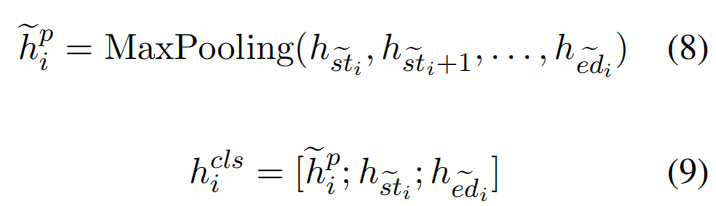 $\widetilde{h}_i^p = \text{MaxPooling}(h_{\widetilde{st}_i}, h_{\widetilde{st}_i+1}, \ldots, h_{\widetilde{ed}_i})$ (8)
$h_i^{cls} = [\widetilde{h}_i^p; h_{\widetilde{st}_i}; h_{\widetilde{ed}_i}]$ (9)